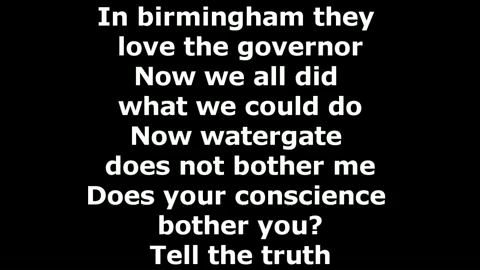 In birmingham they
love the governor
Now we all did
what we could do
Now watergate
does not bother me
Does your conscience
bother you?
Tell the truth